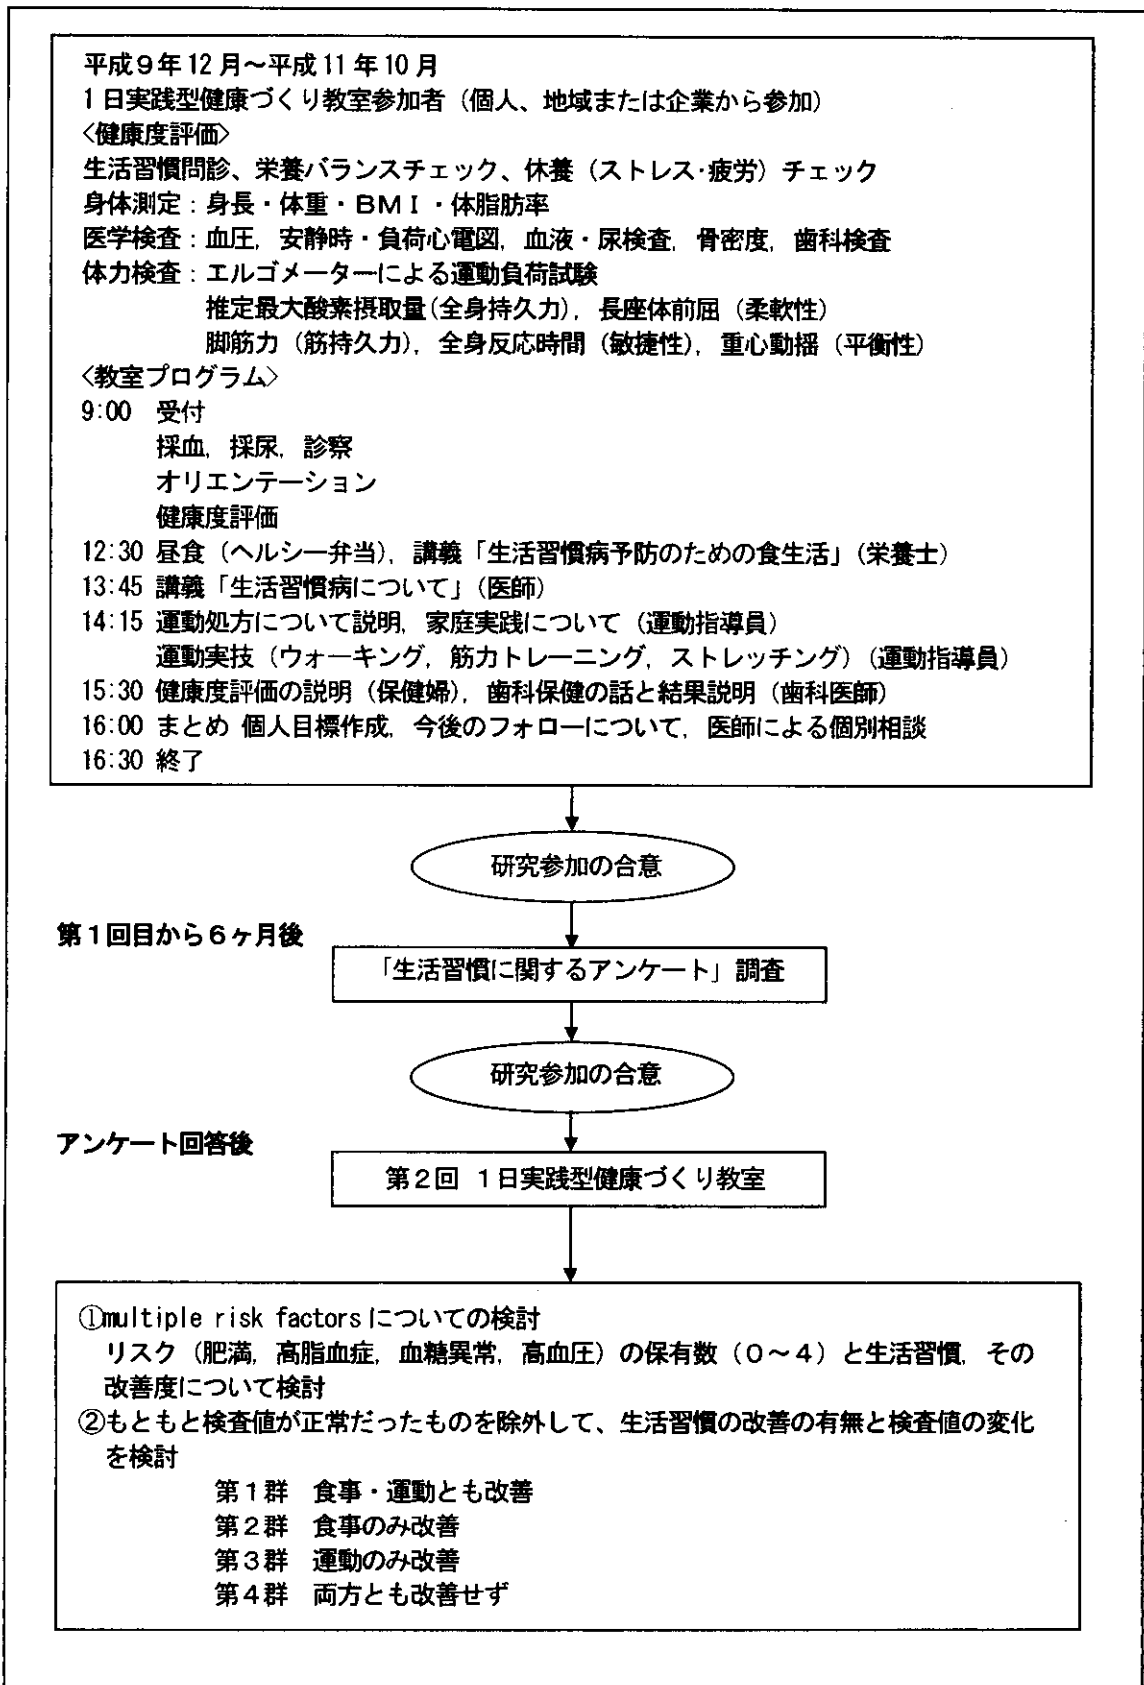 平成９年12月～平成11年10月
1日実践型健康づくり教室参加者（個人、地域または企業から参加）
<健康度評価>
生活習慣問診、栄養バランスチェック、休養（ストレス・疲労）チェック
身体測定：身長・体重・ＢＭＩ・体脂肪率
医学検査：血圧，安静時・負荷心電図，血液・尿検査，骨密度，歯科検査
体力検査：エルゴメーターによる運動負荷試験
推定最大酸素摂取量（全身持久力），長座体前屈（柔軟性）
脚筋力（筋持久力），全身反応時間（敏捷性），重心動揺（平衡性）
<教室プログラム>
9:00 受付
採血，採尿，診察
オリエンテーション
健康度評価
12:30 昼食（ヘルシー弁当），講義「生活習慣病予防のための食生活」（栄養士）
13:45 講義「生活習慣病について」（医師）
14:15 運動処方について説明，家庭実践について（運動指導員）
運動実技（ウォーキング，筋力トレーニング，ストレッチング）（運動指導員）
15:30 健康度評価の説明（保健婦），歯科保健の話と結果説明（歯科医師）
16:00 まとめ 個人目標作成，今後のフォローについて，医師による個別相談
16:30 終了
研究参加の合意
第１回目から６ヶ月後
「生活習慣に関するアンケート」調査
研究参加の合意
アンケート回答後
第２回 １日実践型健康づくり教室
①multiple risk factorsについての検討
リスク（肥満，高脂血症，血糖異常，高血圧）の保有数（０～４）と生活習慣，その
改善度について検討
②もともと検査値が正常だったものを除外して、生活習慣の改善の有無と検査値の変化
を検討
第１群 食事・運動とも改善
第２群 食事のみ改善
第３群 運動のみ改善
第４群 両方とも改善せず